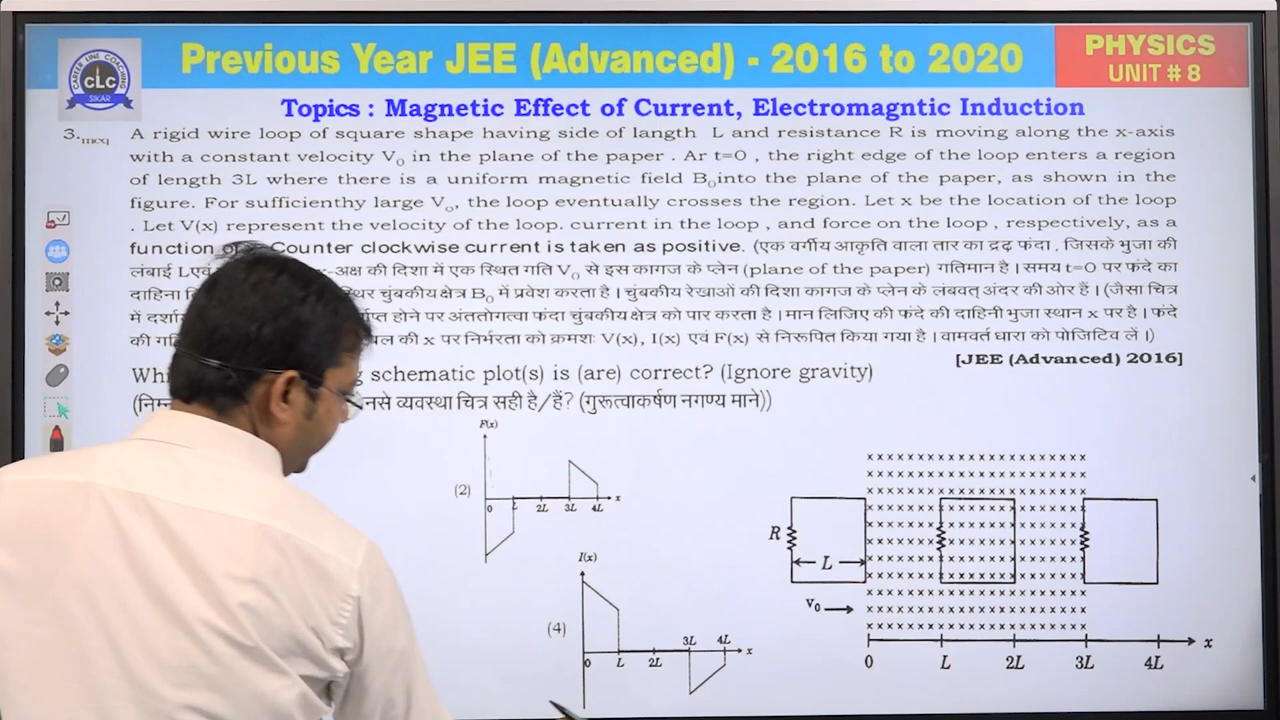 CAREER LINE COACHING
CLC
SIKAR
Previous Year JEE (Advanced) - 2016 to 2020
PHYSICS
UNIT # 8
Topics : Magnetic Effect of Current, Electromagntic Induction
3.mcq A rigid wire loop of square shape having side of langth L and resistance R is moving along the x-axis
with a constant velocity V0 in the plane of the paper . Ar t=0 , the right edge of the loop enters a region
of length 3L where there is a uniform magnetic field B0into the plane of the paper, as shown in the
figure. For sufficienthy large V0, the loop eventually crosses the region. Let x be the location of the loop
. Let V(x) represent the velocity of the loop. current in the loop , and force on the loop , respectively, as a
function Counter clockwise current is taken as positive. (एक वर्गीय आकृति वाला तार का द्रढ़ फंदा , जिसके भुजा की
लंबाई L एवं -अक्ष की दिशा में एक स्थित गति V0 से इस कागज के प्लेन (plane of the paper) गतिमान है । समय t=0 पर फंदे का
दाहिना चुंबकीय क्षेत्र B0 में प्रवेश करता है । चुंबकीय रेखाओं की दिशा कागज के प्लेन के लंबवत् अंदर की ओर हैं । (जैसा चित्र
में होने पर अंततोगत्वा फंदा चुंबकीय क्षेत्र को पार करता है । मान लिजिए की फंदे की दाहिनी भुजा स्थान x पर है । फंदे
की की x पर निर्भरता को क्रमशः V(x), I(x) एवं F(x) से निरूपित किया गया है । वामवर्त धारा को पोजिटिव लें ।)
[JEE (Advanced) 2016]
schematic plot(s) is (are) correct? (Ignore gravity)
से व्यवस्था चित्र सही है/हैं? (गुरूत्वाकर्षण नगण्य माने))
F(x)
(2)
0 L 2L 3L 4L x
I(x)
(4)
0 L 2L 3L 4L x
R
L
V0
0 L 2L 3L 4L x